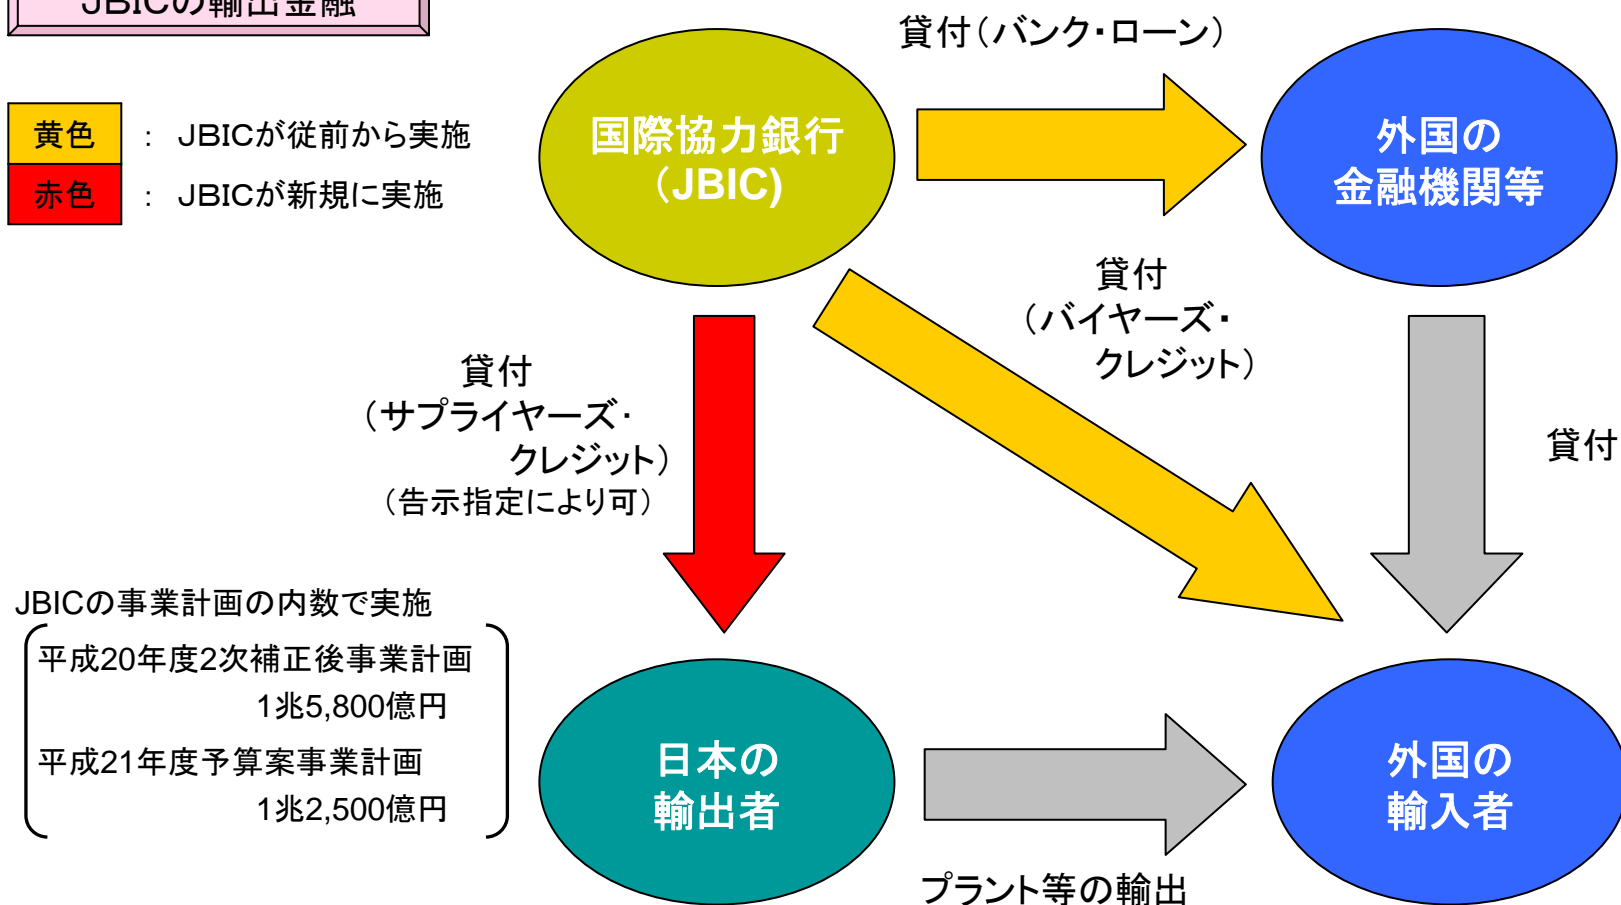 JBICの輸出金融
貸付（バンク・ローン）
黄色 ： JBICが従前から実施
赤色 ： JBICが新規に実施
国際協力銀行
（JBIC)
外国の
金融機関等
貸付
（バイヤーズ・
クレジット）
貸付
（サプライヤーズ・
クレジット）
（告示指定により可）
貸付
JBICの事業計画の内数で実施
平成20年度2次補正後事業計画
1兆5,800億円
平成21年度予算案事業計画
1兆2,500億円
日本の
輸出者
外国の
輸入者
プラント等の輸出